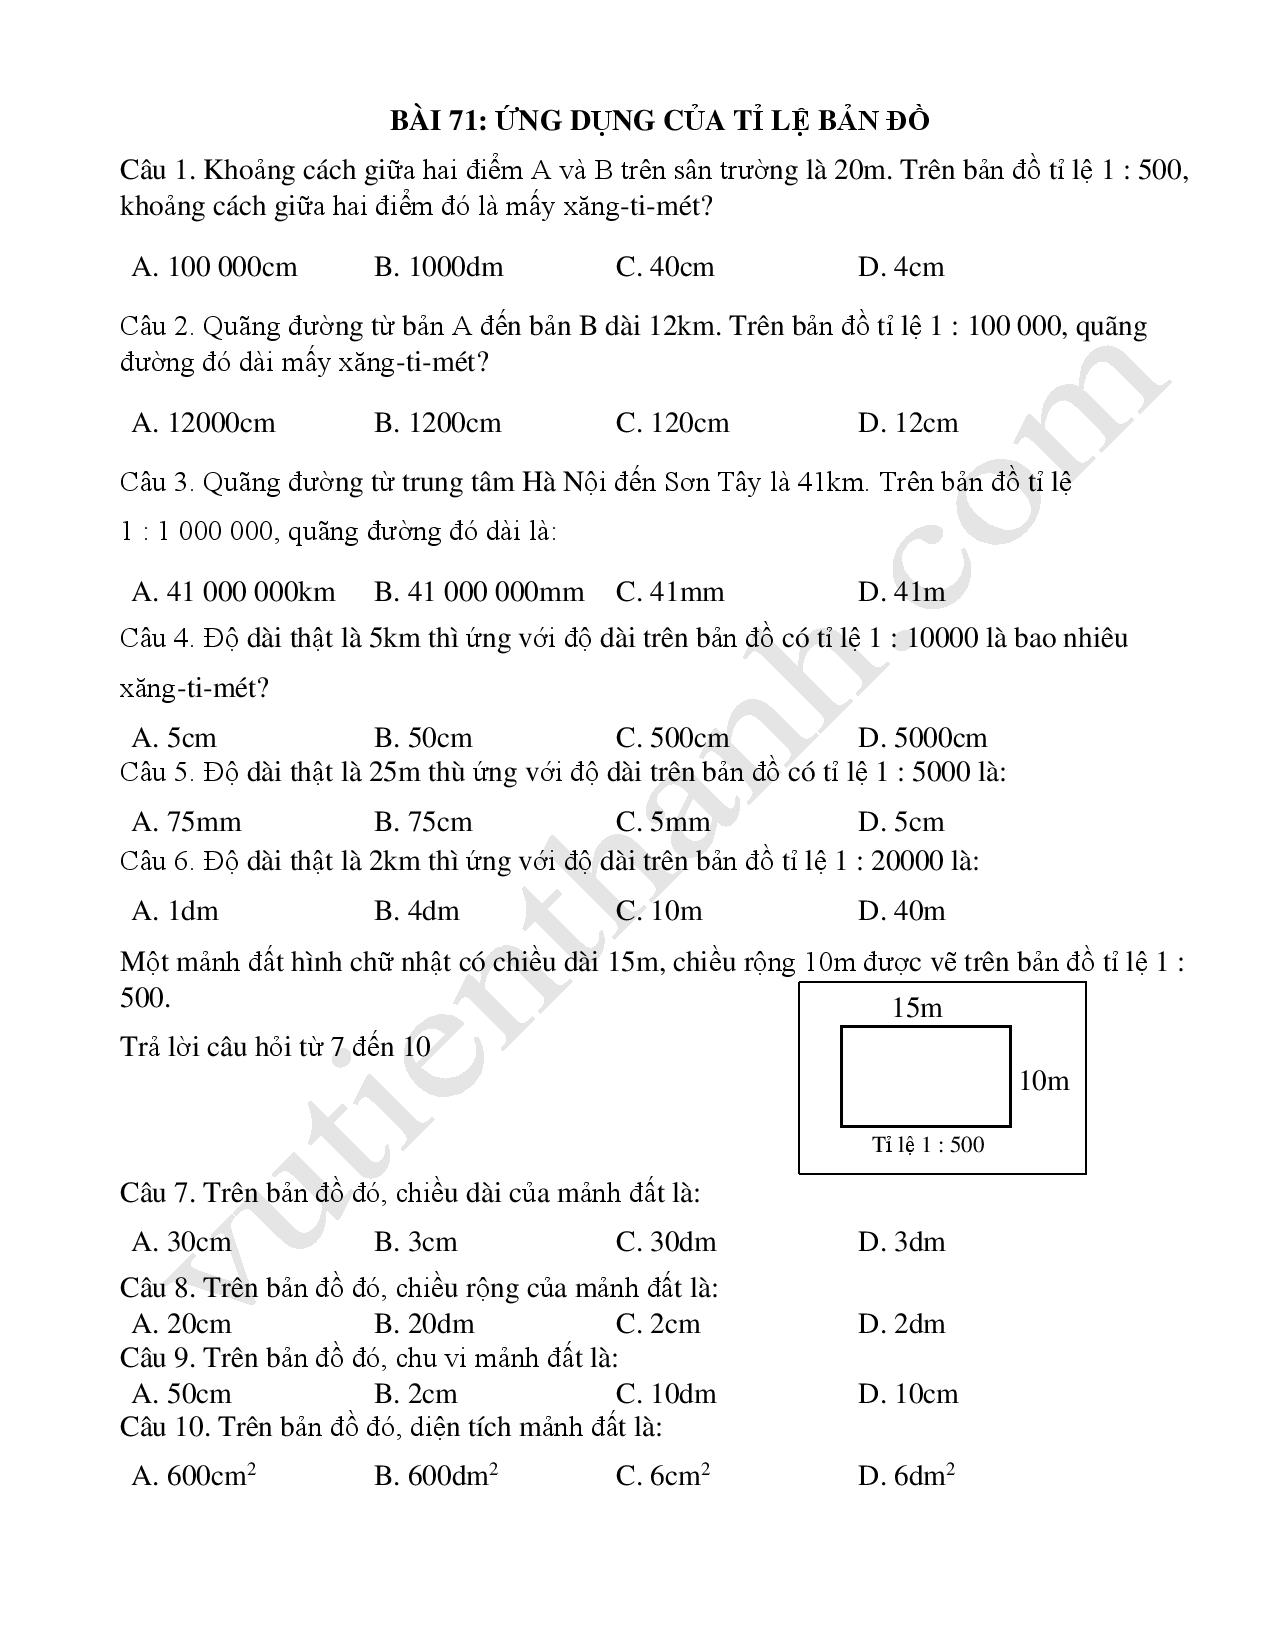 BÀI 71: ỨNG DỤNG CỦA TỈ LỆ BẢN ĐỒ
Câu 1. Khoảng cách giữa hai điểm A và B trên sân trường là 20m. Trên bản đồ tỉ lệ 1 : 500,
khoảng cách giữa hai điểm đó là mấy xăng-ti-mét?
A. 100 000cm B. 1000dm C. 40cm D. 4cm
Câu 2. Quãng đường từ bản A đến bản B dài 12km. Trên bản đồ tỉ lệ 1 : 100 000, quãng
đường đó dài mấy xăng-ti-mét?
A. 12000cm B. 1200cm C. 120cm D. 12cm
Câu 3. Quãng đường từ trung tâm Hà Nội đến Sơn Tây là 41km. Trên bản đồ tỉ lệ
1 : 1 000 000, quãng đường đó dài là:
A. 41 000 000km B. 41 000 000mm C. 41mm D. 41m
Câu 4. Độ dài thật là 5km thì ứng với độ dài trên bản đồ có tỉ lệ 1 : 10000 là bao nhiêu
xăng-ti-mét?
A. 5cm B. 50cm C. 500cm D. 5000cm
Câu 5. Độ dài thật là 25m thù ứng với độ dài trên bản đồ có tỉ lệ 1 : 5000 là:
A. 75mm B. 75cm C. 5mm D. 5cm
Câu 6. Độ dài thật là 2km thì ứng với độ dài trên bản đồ tỉ lệ 1 : 20000 là:
A. 1dm B. 4dm C. 10m D. 40m
Một mảnh đất hình chữ nhật có chiều dài 15m, chiều rộng 10m được vẽ trên bản đồ tỉ lệ 1 :
500.
15m
Trả lời câu hỏi từ 7 đến 10
10m
Tỉ lệ 1 : 500
Câu 7. Trên bản đồ đó, chiều dài của mảnh đất là:
A. 30cm B. 3cm C. 30dm D. 3dm
Câu 8. Trên bản đồ đó, chiều rộng của mảnh đất là:
A. 20cm B. 20dm C. 2cm D. 2dm
Câu 9. Trên bản đồ đó, chu vi mảnh đất là:
A. 50cm B. 2cm C. 10dm D. 10cm
Câu 10. Trên bản đồ đó, diện tích mảnh đất là:
A. 600cm² B. 600dm² C. 6cm² D. 6dm²
vutienthanh.com